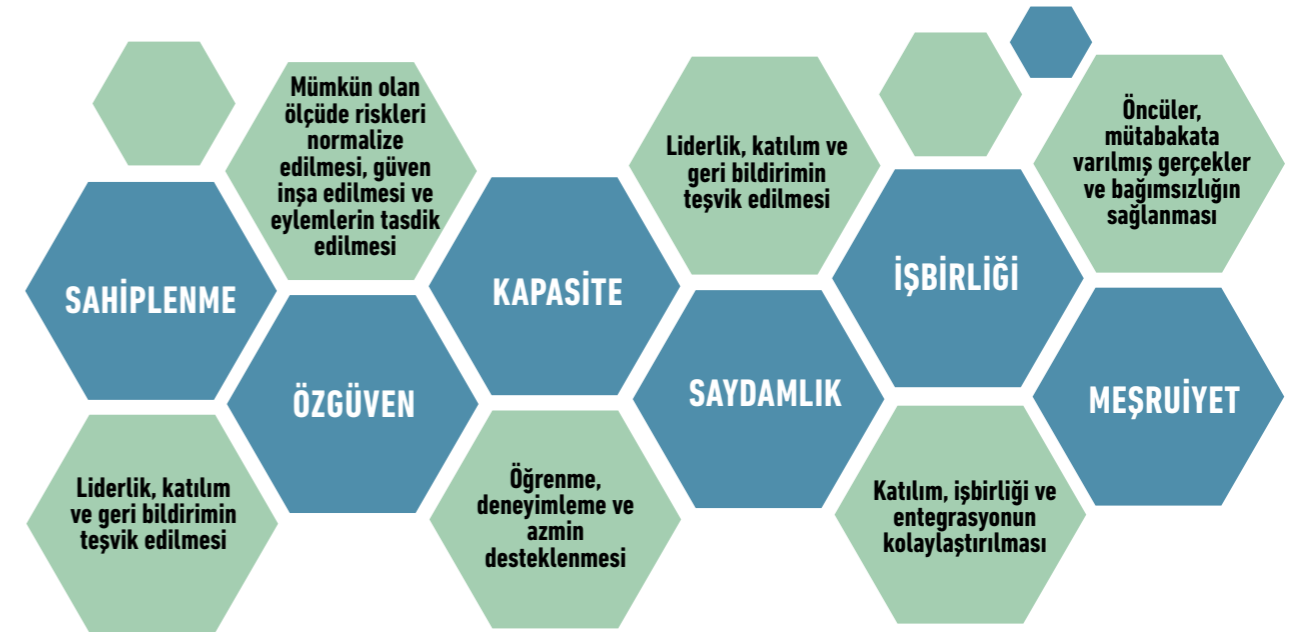 SAHİPLENME
Liderlik, katılım
ve geri bildirimin
teşvik edilmesi
Mümkün olan
ölçüde riskleri
normalize
edilmesi, güven
inşa edilmesi ve
eylemlerin tasdik
edilmesi
ÖZGÜVEN
KAPASİTE
Öğrenme,
deneyimleme ve
azmin
desteklenmesi
Liderlik, katılım ve
geri bildirimin
teşvik edilmesi
SAYDAMLIK
İŞBİRLİĞİ
Katılım, işbirliği ve
entegrasyonun
kolaylaştırılması
Öncüler,
mütabakata
varılmış gerçekler
ve bağımsızlığın
sağlanması
MEŞRUİYET